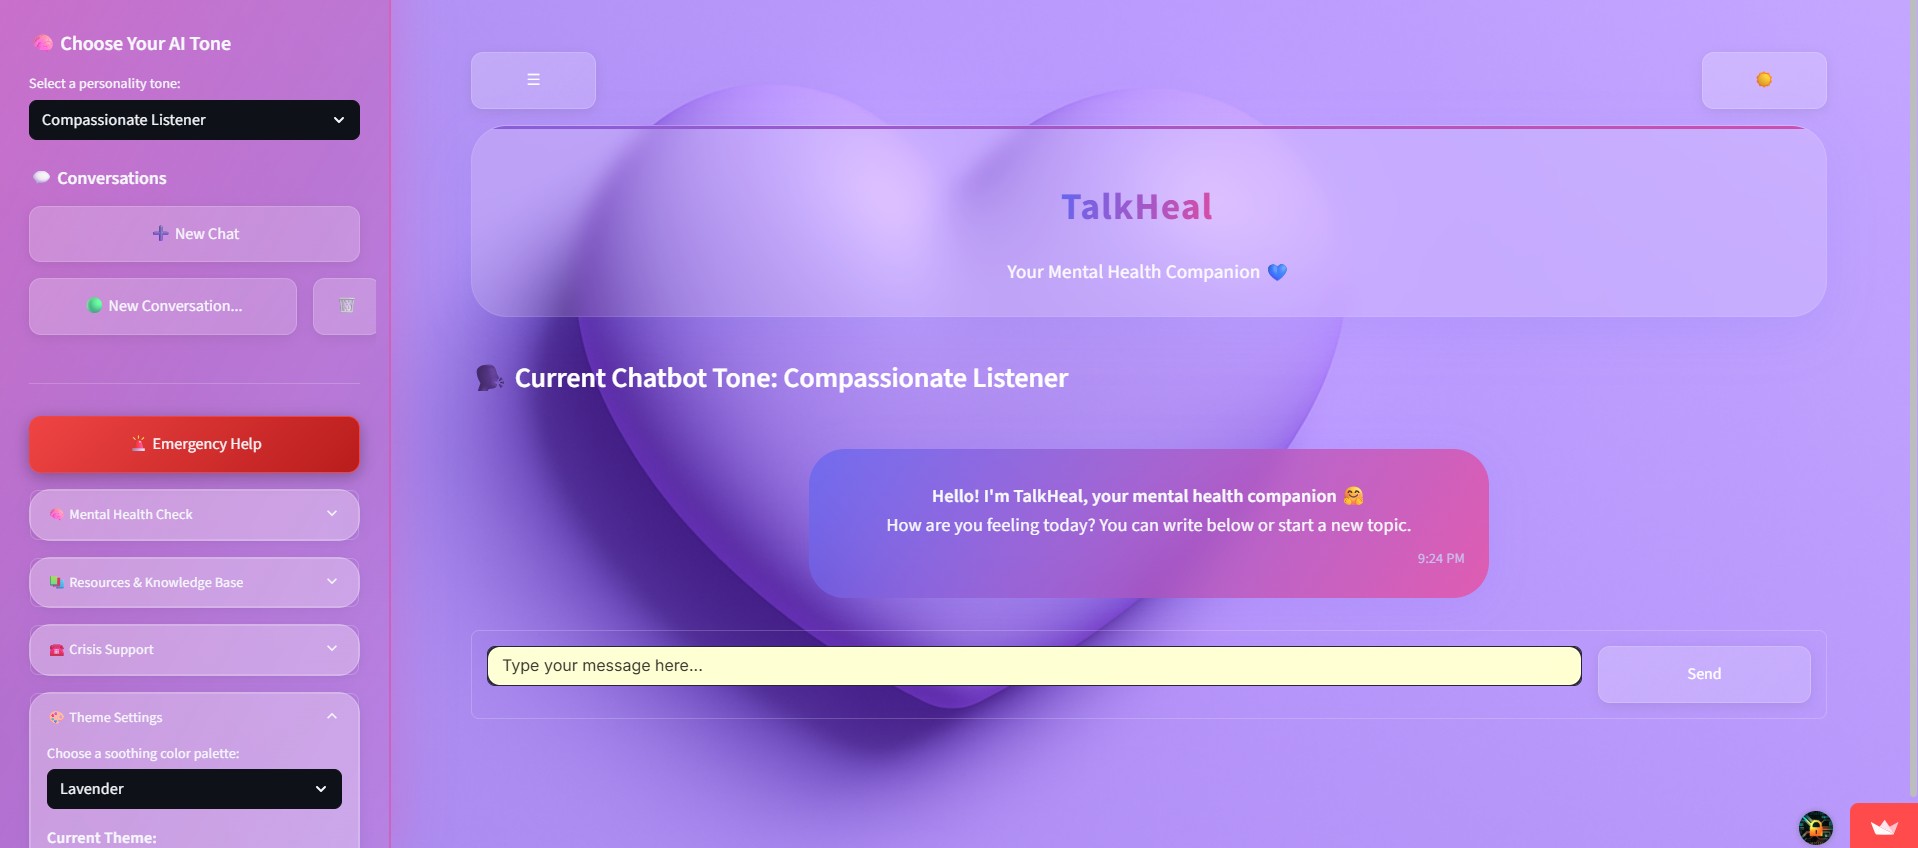 Choose Your AI Tone
Select a personality tone:
Compassionate Listener
Conversations
New Chat
New Conversation...
Emergency Help
Mental Health Check
Resources & Knowledge Base
Crisis Support
Theme Settings
Choose a soothing color palette:
Lavender
Current Theme:
TalkHeal
Your Mental Health Companion 💙
Current Chatbot Tone: Compassionate Listener
Hello! I'm TalkHeal, your mental health companion 🤗
How are you feeling today? You can write below or start a new topic.
9:24 PM
Type your message here...
Send